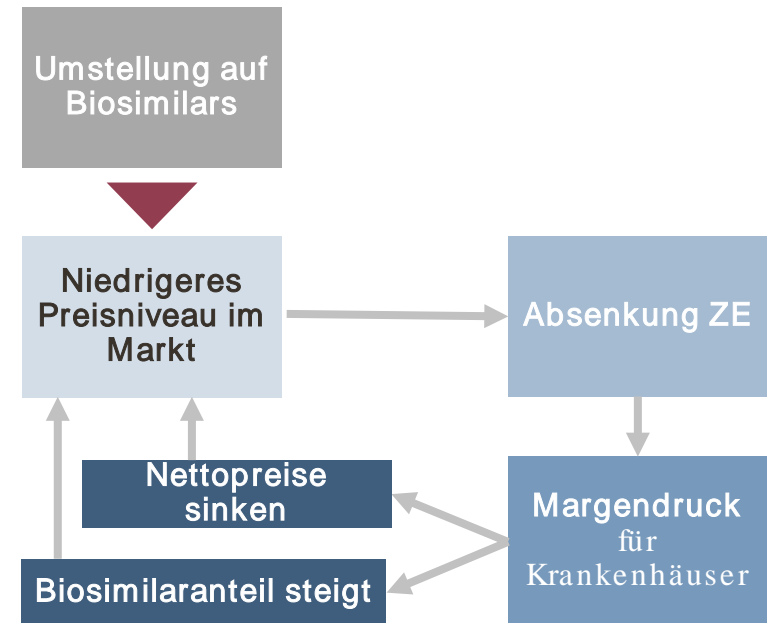 Umstellung auf
Biosimilars
Niedrigeres
Preisniveau im
Markt
Absenkung ZE
Nettopreise
sinken
Margendruck
für
Krankenhäuser
Biosimilaranteil steigt